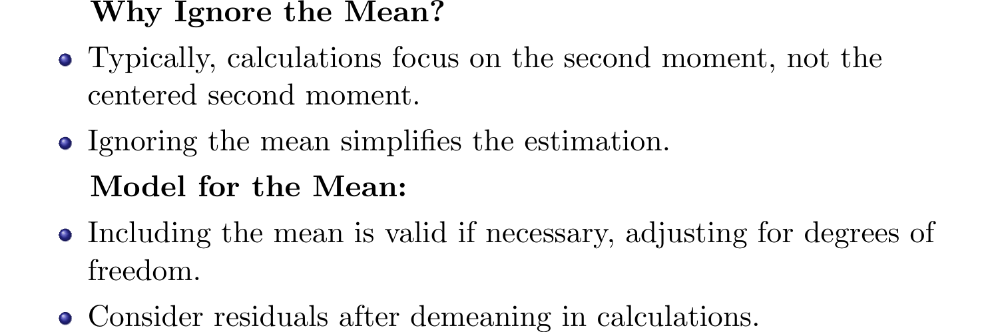 Why Ignore the Mean?
Typically, calculations focus on the second moment, not the
centered second moment.
Ignoring the mean simplifies the estimation.
Model for the Mean:
Including the mean is valid if necessary, adjusting for degrees of
freedom.
Consider residuals after demeaning in calculations.